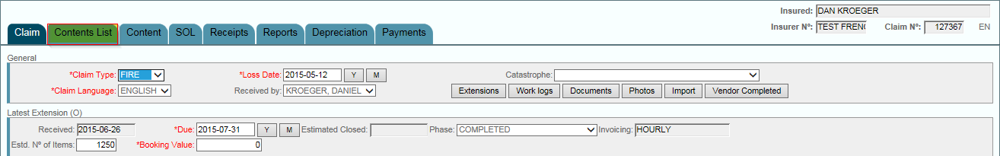 Insured: DAN KROEGER
Claim Contents List Content SOL Receipts Reports Depreciation Payments Insurer Nº: TEST FRENC Claim Nº: 127367 EN
General
*Claim Type: FIRE *Loss Date: 2015-05-12 Y M Catastrophe:
*Claim Language: ENGLISH Received by: KROEGER, DANIEL Extensions Work logs Documents Photos Import Vendor Completed
Latest Extension (O)
Received: 2015-06-26 *Due: 2015-07-31 Y M Estimated Closed: Phase: COMPLETED Invoicing: HOURLY
Estd. Nº of Items: 1250 *Booking Value: 0